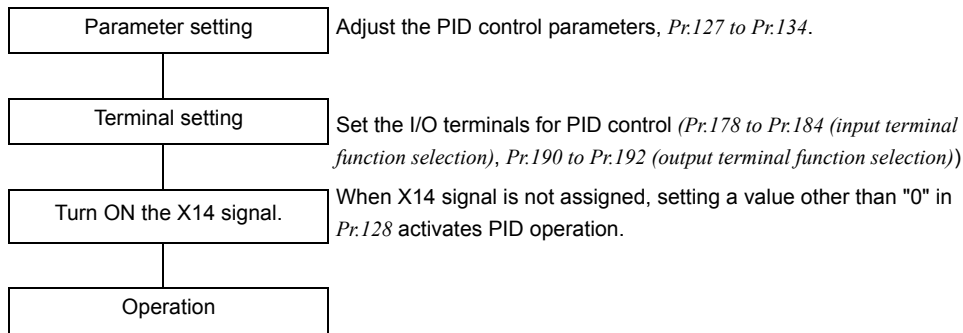 Parameter setting
Adjust the PID control parameters, Pr.127 to Pr.134.
Terminal setting
Set the I/O terminals for PID control (Pr.178 to Pr.184 (input terminal
function selection), Pr.190 to Pr.192 (output terminal function selection))
Turn ON the X14 signal.
When X14 signal is not assigned, setting a value other than "0" in
Pr.128 activates PID operation.
Operation